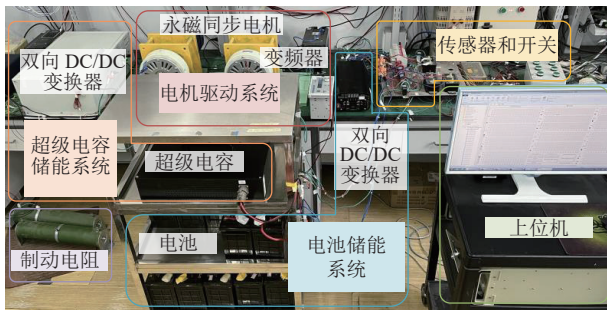 永磁同步电机
双向 DC/DC
变换器
变频器
传感器和开关
电机驱动系统
超级电容
储能系统
超级电容
双向
DC/DC
变换器
制动电阻
电池
电池储能
系统
上位机